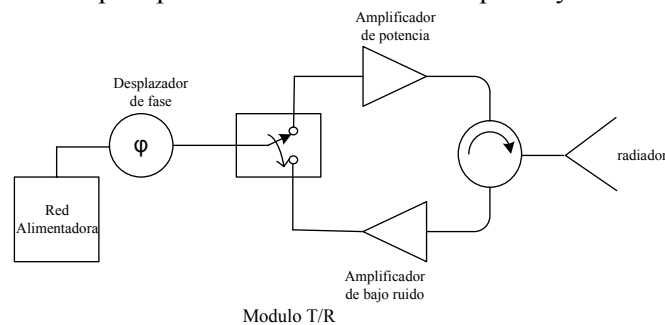 Amplificador
de potencia
Desplazador
de fase
φ
radiador
Red
Alimentadora
Amplificador
de bajo ruido
Modulo T/R